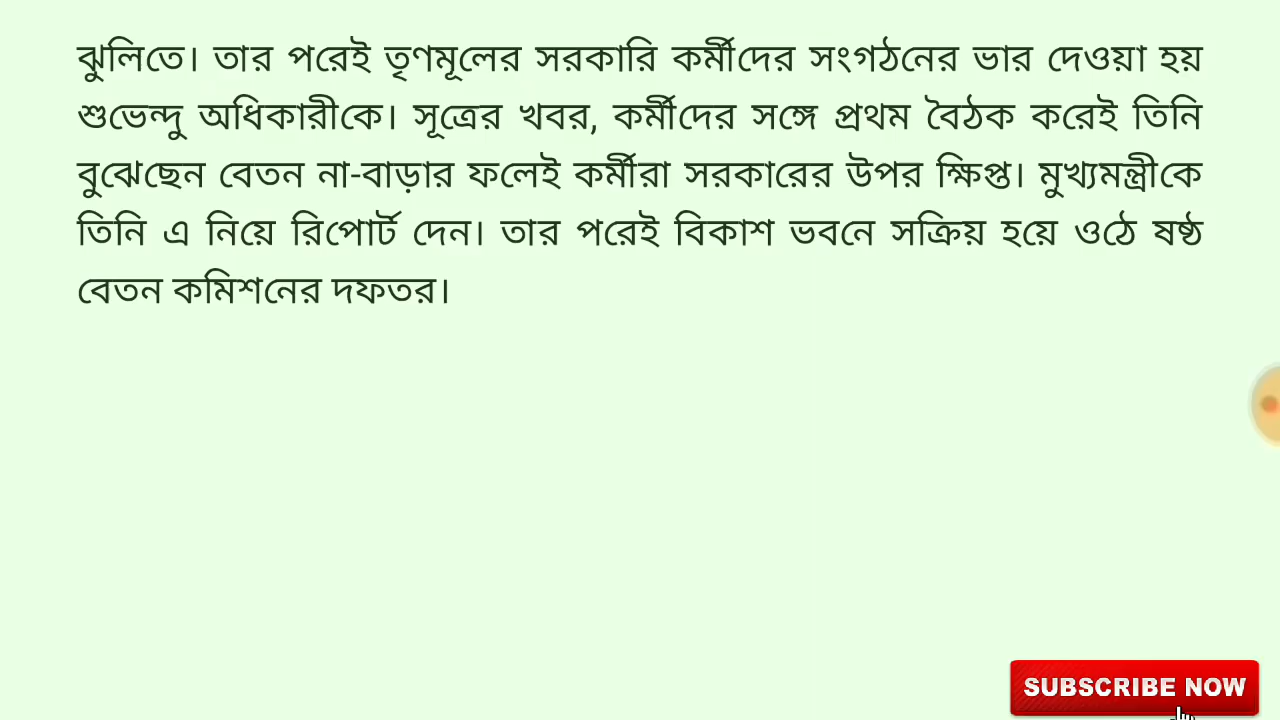 ঝুলিতে। তার পরেই তৃণমূলের সরকারি কর্মীদের সংগঠনের ভার দেওয়া হয়
শুভেন্দু অধিকারীকে। সূত্রের খবর, কর্মীদের সঙ্গে প্রথম বৈঠক করেই তিনি
বুঝেছেন বেতন না-বাড়ার ফলেই কর্মীরা সরকারের উপর ক্ষিপ্ত। মুখ্যমন্ত্রীকে
তিনি এ নিয়ে রিপোর্ট দেন। তার পরেই বিকাশ ভবনে সক্রিয় হয়ে ওঠে ষষ্ঠ
বেতন কমিশনের দফতর।
SUBSCRIBE NOW